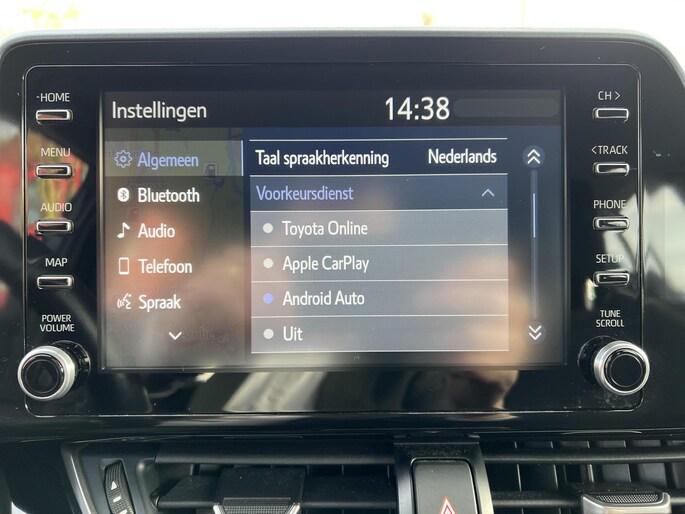 -HOME
MENU
AUDIO
MAP
POWER
VOLUME
Instellingen 14:38
Algemeen
Bluetooth
Audio
Telefoon
Spraak
Taal spraakherkenning Nederlands
Voorkeursdienst
Toyota Online
Apple CarPlay
Android Auto
Uit
CH >
< TRACK
PHONE
SETUP
TUNE
SCROLL